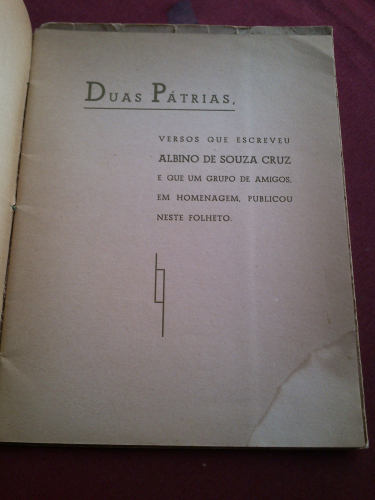 DUAS PÁTRIAS,
VERSOS QUE ESCREVEU
ALBINO DE SOUZA CRUZ
E QUE UM GRUPO DE AMIGOS,
EM HOMENAGEM, PUBLICOU
NESTE FOLHETO.